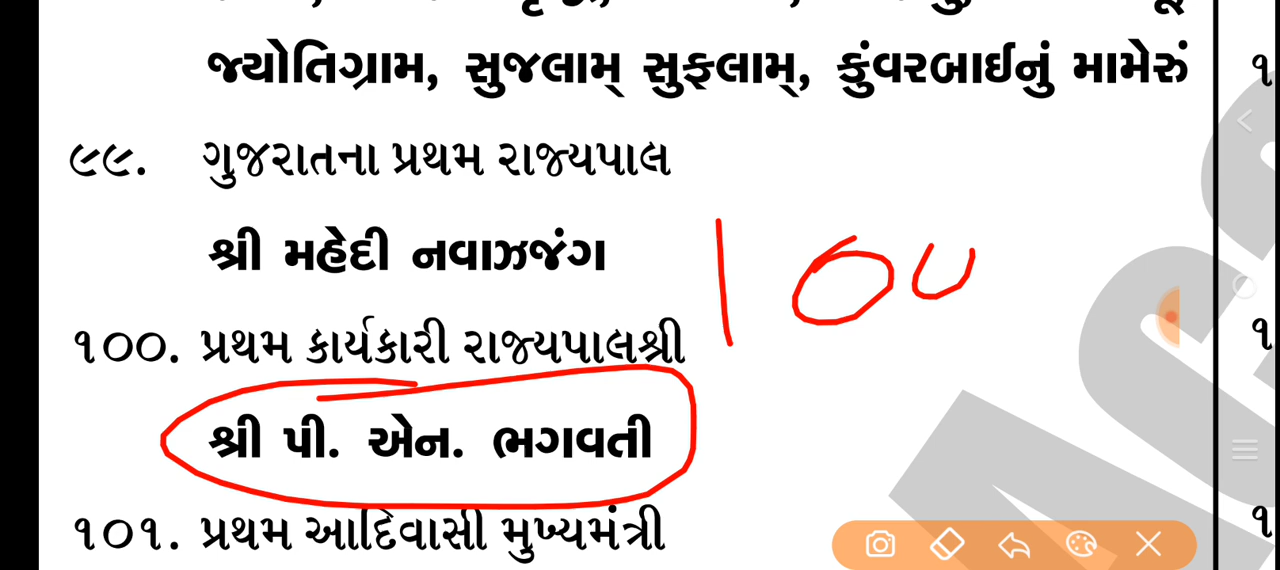 જ્યોતિગ્રામ, સુજલામ્ સુફલામ્, કુંવરબાઈનું મામેરું
૯૯. ગુજરાતના પ્રથમ રાજ્યપાલ
શ્રી મહેદી નવાઝજંગ
100
૧૦૦. પ્રથમ કાર્યકારી રાજ્યપાલશ્રી
શ્રી પી. એન. ભગવતી
૧૦૧. પ્રથમ આદિવાસી મુખ્યમંત્રી